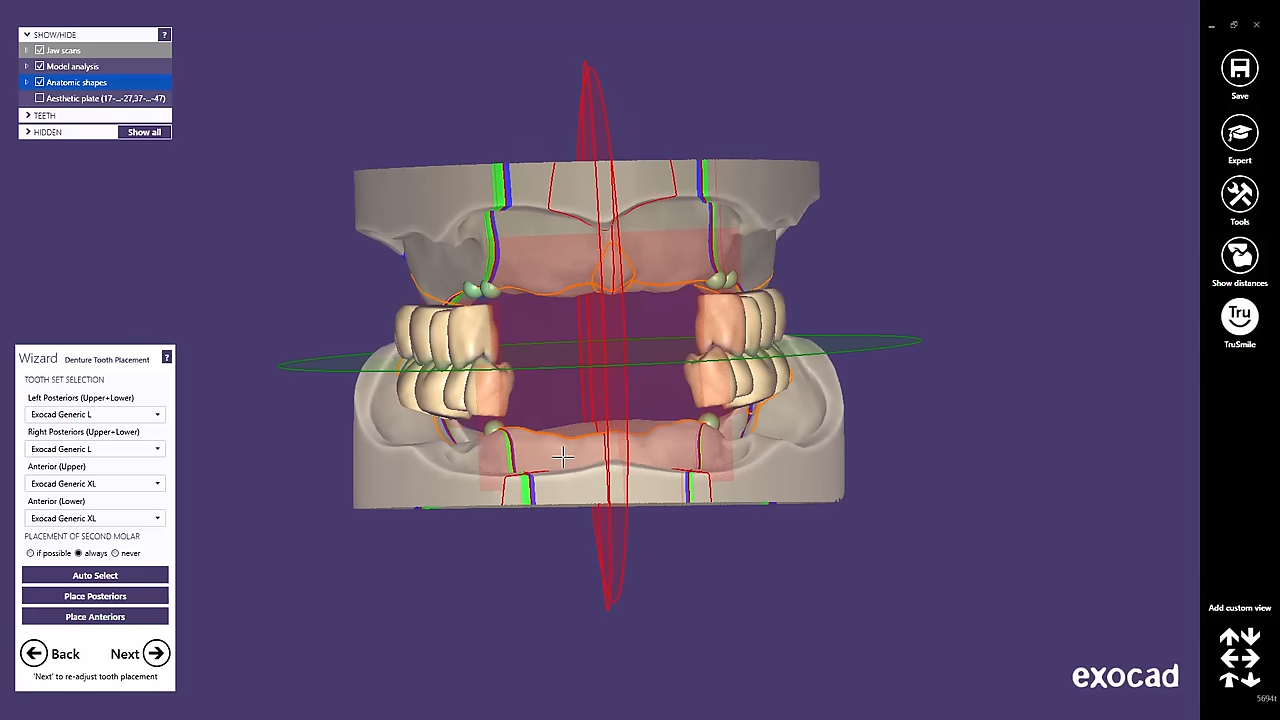 SHOW/HIDE ?
Jaw scans
Model analysis
Anatomic shapes
Aesthetic plate (17-...-27,37-...-47)
TEETH
HIDDEN Show all
Wizard Denture Tooth Placement ?
TOOTH SET SELECTION
Left Posteriors (Upper+Lower)
Exocad Generic L
Right Posteriors (Upper+Lower)
Exocad Generic L
Anterior (Upper)
Exocad Generic XL
Anterior (Lower)
Exocad Generic XL
PLACEMENT OF SECOND MOLAR
if possible always never
Auto Select
Place Posteriors
Place Anteriors
Back Next
'Next' to re-adjust tooth placement
Save
Expert
Tools
Show distances
Tru
TruSmile
Add custom view
exocad
5694t